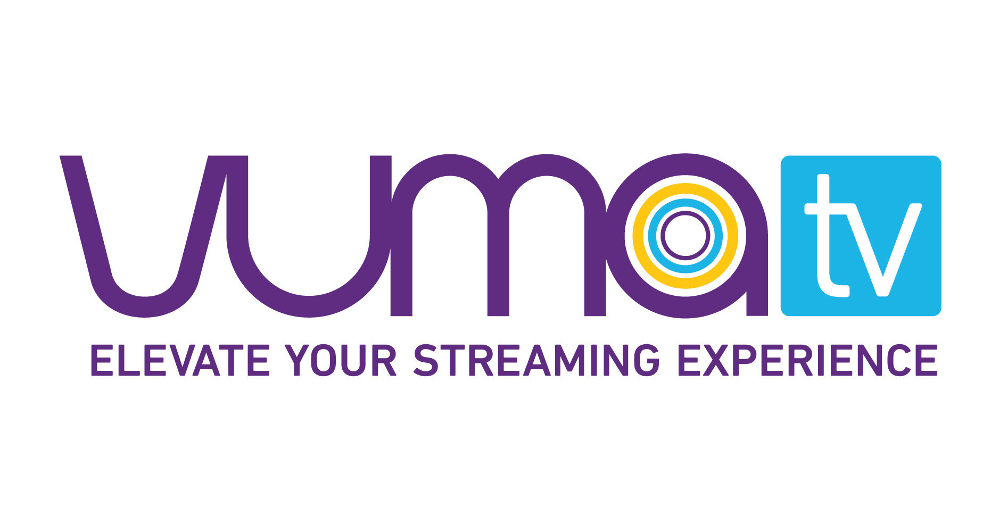 vuma tv
ELEVATE YOUR STREAMING EXPERIENCE